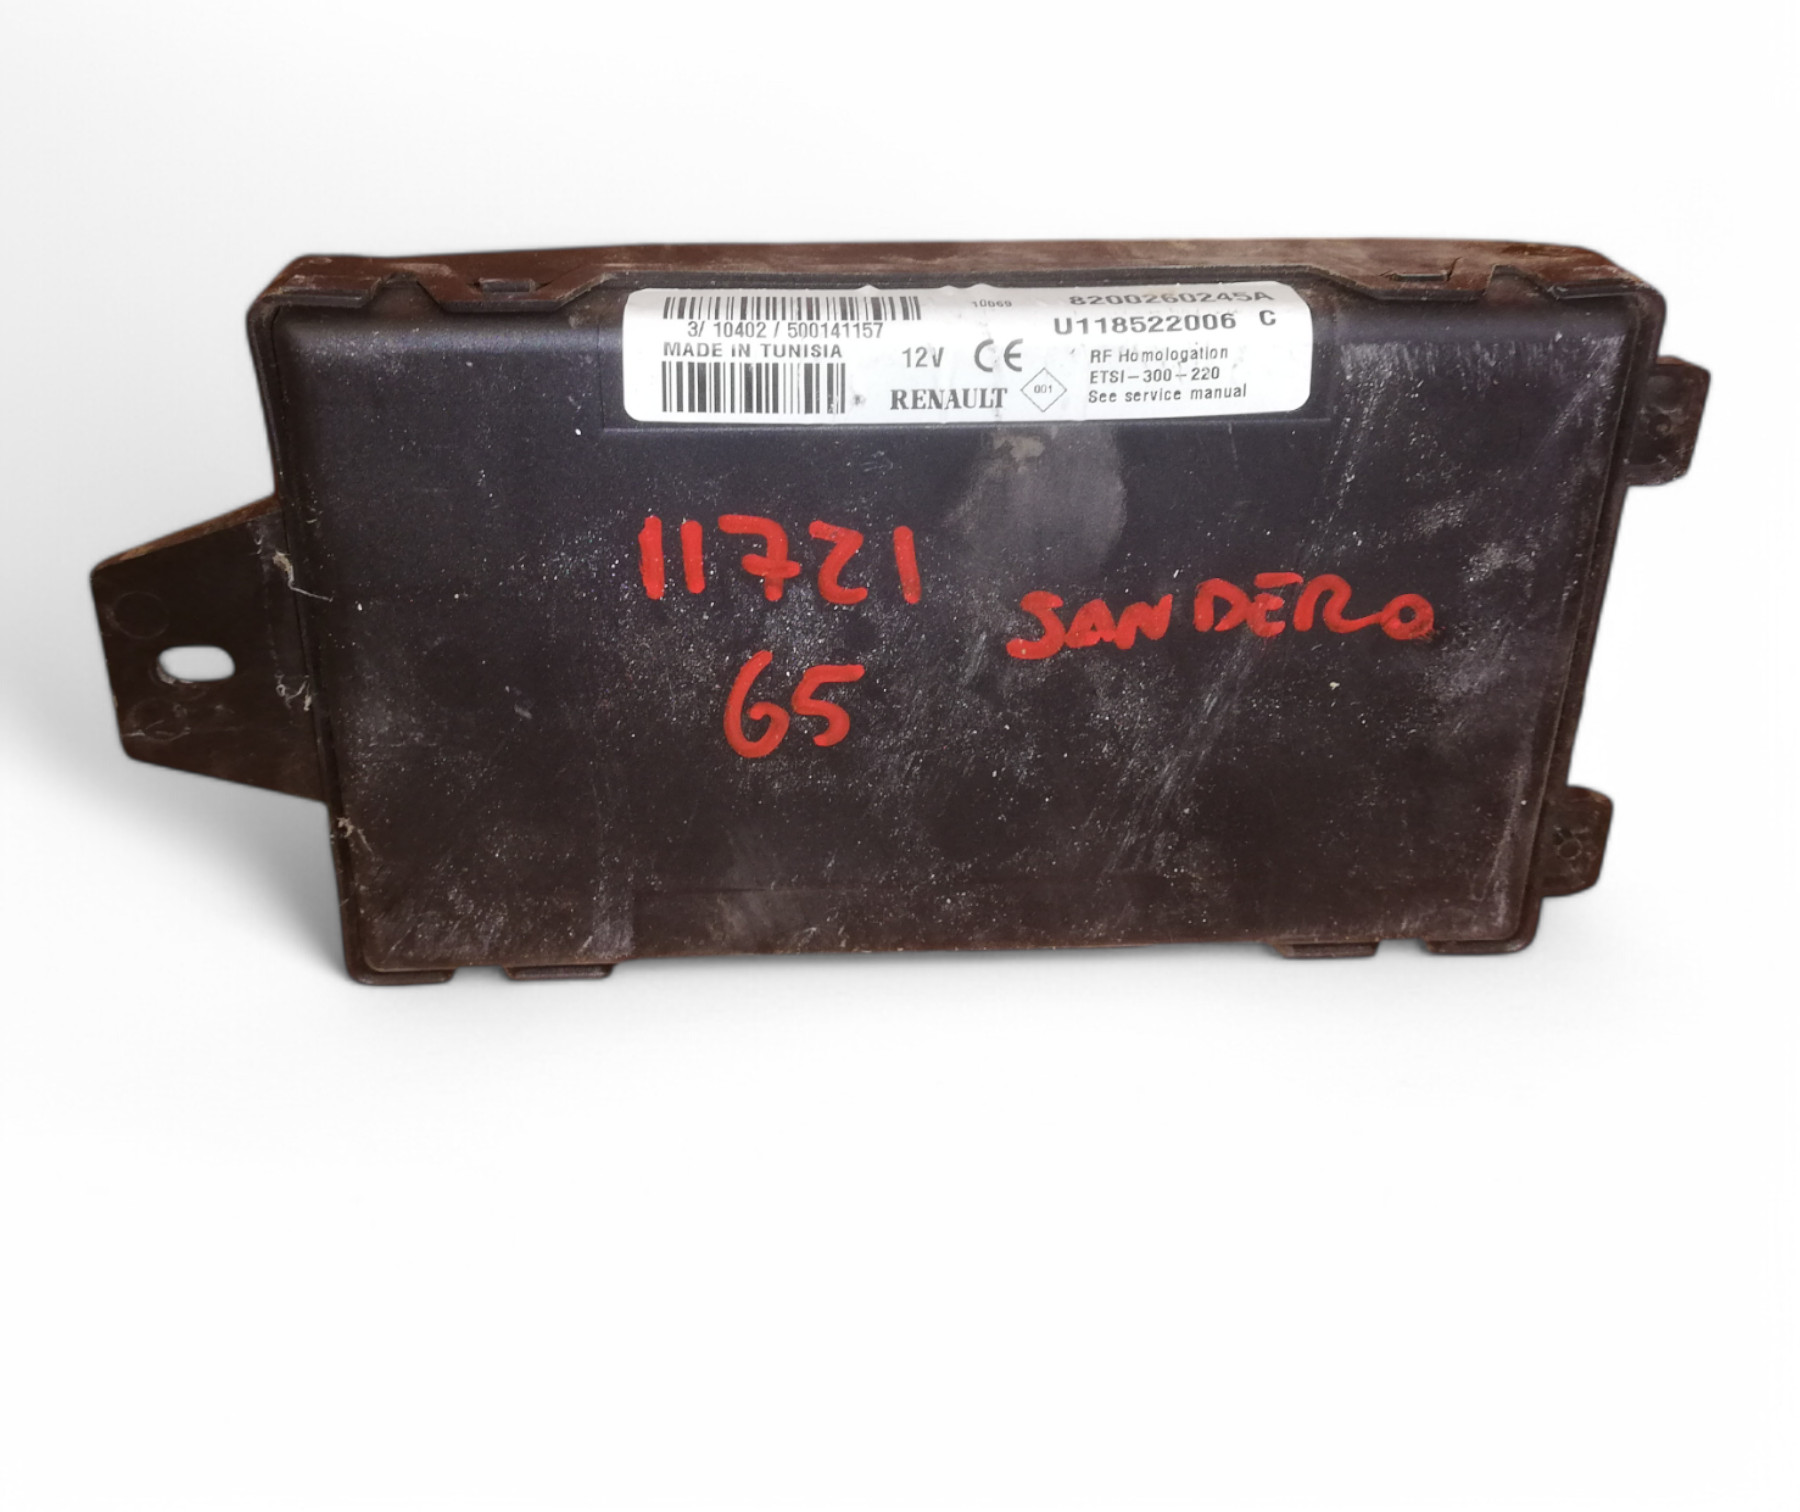 10069 8200260245A
3/ 10402 / 500141157 U118522006 C
MADE IN TUNISIA 12V CE RF Homologation
ETSI-300-220
RENAULT 001 See service manual
11721
SANDERO
65